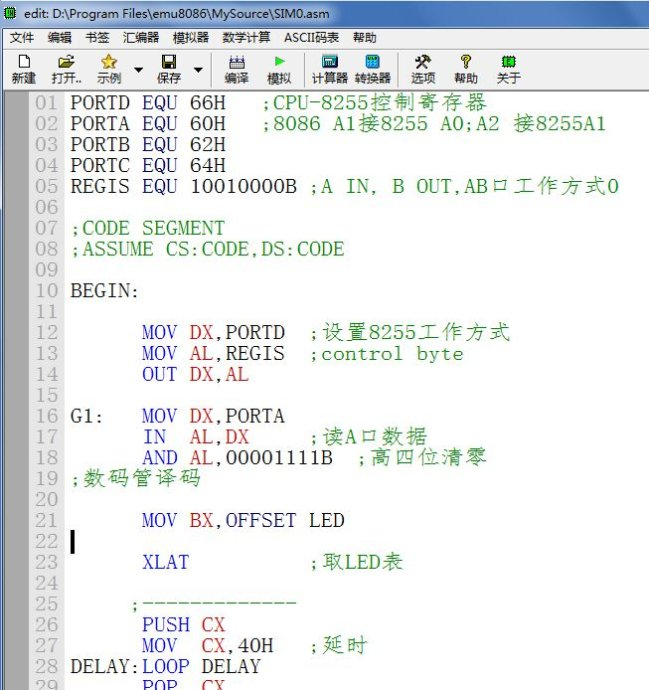 edit: D:\Program Files\emu8086\MySource\SIM0.asm
文件 编辑 书签 汇编器 模拟器 数学计算 ASCII码表 帮助
新建 打开.. 示例 保存 编译 模拟 计算器 转换器 选项 帮助 关于
01 PORTD EQU 66H ;CPU-8255控制寄存器
02 PORTA EQU 60H ;8086 A1接8255 A0;A2 接8255A1
03 PORTB EQU 62H
04 PORTC EQU 64H
05 REGIS EQU 10010000B ;A IN, B OUT,AB口工作方式0
06
07 ;CODE SEGMENT
08 ;ASSUME CS:CODE,DS:CODE
09
10 BEGIN:
11
12 MOV DX,PORTD ;设置8255工作方式
13 MOV AL,REGIS ;control byte
14 OUT DX,AL
15
16 G1: MOV DX,PORTA
17 IN AL,DX ;读A口数据
18 AND AL,00001111B ;高四位清零
19 ;数码管译码
20
21 MOV BX,OFFSET LED
22
23 XLAT ;取LED表
24
25 ;-------------
26 PUSH CX
27 MOV CX,40H ;延时
28 DELAY:LOOP DELAY
29 POP CX